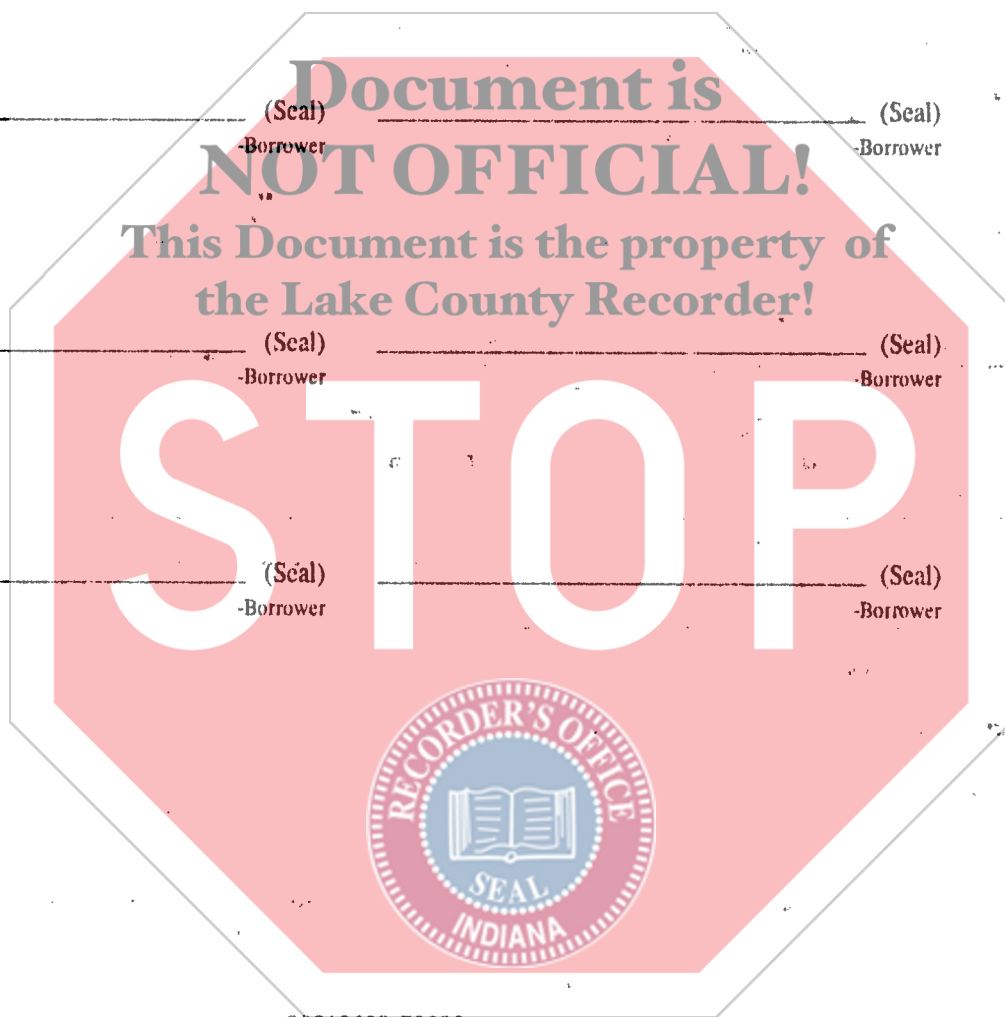 Document is
(Seal) (Seal)
-Borrower -Borrower
NOT OFFICIAL!
This Document is the property of
the Lake County Recorder!
(Seal) (Seal)
-Borrower -Borrower
STOP
(Seal) (Seal)
-Borrower -Borrower
RECORDER'S OFFICE
SEAL
INDIANA